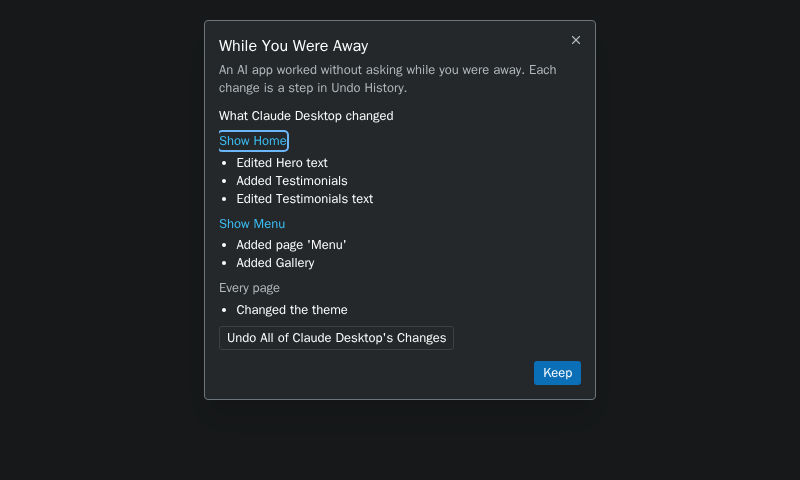 While You Were Away
An AI app worked without asking while you were away. Each
change is a step in Undo History.
What Claude Desktop changed
Show Home
• Edited Hero text
• Added Testimonials
• Edited Testimonials text
Show Menu
• Added page 'Menu'
• Added Gallery
Every page
• Changed the theme
Undo All of Claude Desktop's Changes
Keep